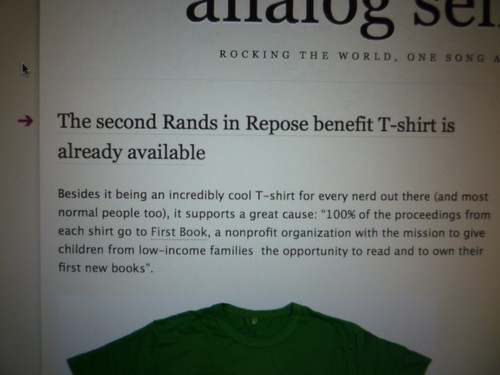 analog
ROCKING THE WORLD, ONE SONG A
The second Rands in Repose benefit T-shirt is
already available
Besides it being an incredibly cool T-shirt for every nerd out there (and most
normal people too), it supports a great cause: "100% of the proceedings from
each shirt go to First Book, a nonprofit organization with the mission to give
children from low-income families the opportunity to read and to own their
first new books".